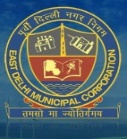 पूर्वी दिल्ली नगर निगम
EAST DELHI MUNICIPAL CORPORATION
तमसो मा ज्योतिर्गमय